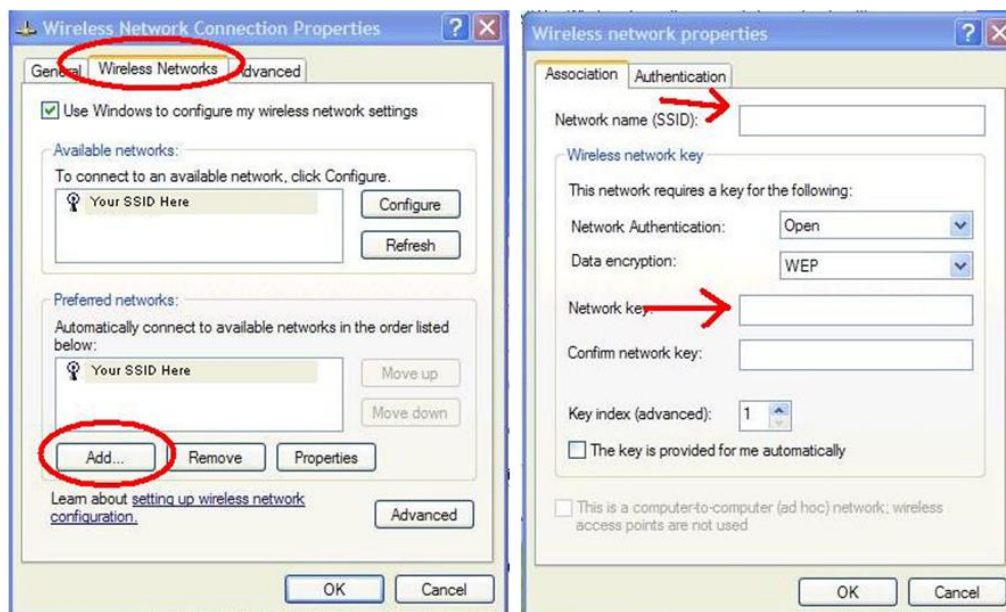 Wireless Network Connection Properties
General
Wireless Networks
Advanced
Use Windows to configure my wireless network settings
Available networks:
To connect to an available network, click Configure.
Your SSID Here
Configure
Refresh
Preferred networks:
Automatically connect to available networks in the order listed
below:
Your SSID Here
Move up
Move down
Add...
Remove
Properties
Learn about setting up wireless network
configuration.
Advanced
OK
Cancel
Wireless network properties
Association
Authentication
Network name (SSID):
Wireless network key
This network requires a key for the following:
Network Authentication:
Open
Data encryption:
WEP
Network key:
Confirm network key:
Key index (advanced):
1
The key is provided for me automatically
This is a computer-to-computer (ad hoc) network; wireless
access points are not used
OK
Cancel